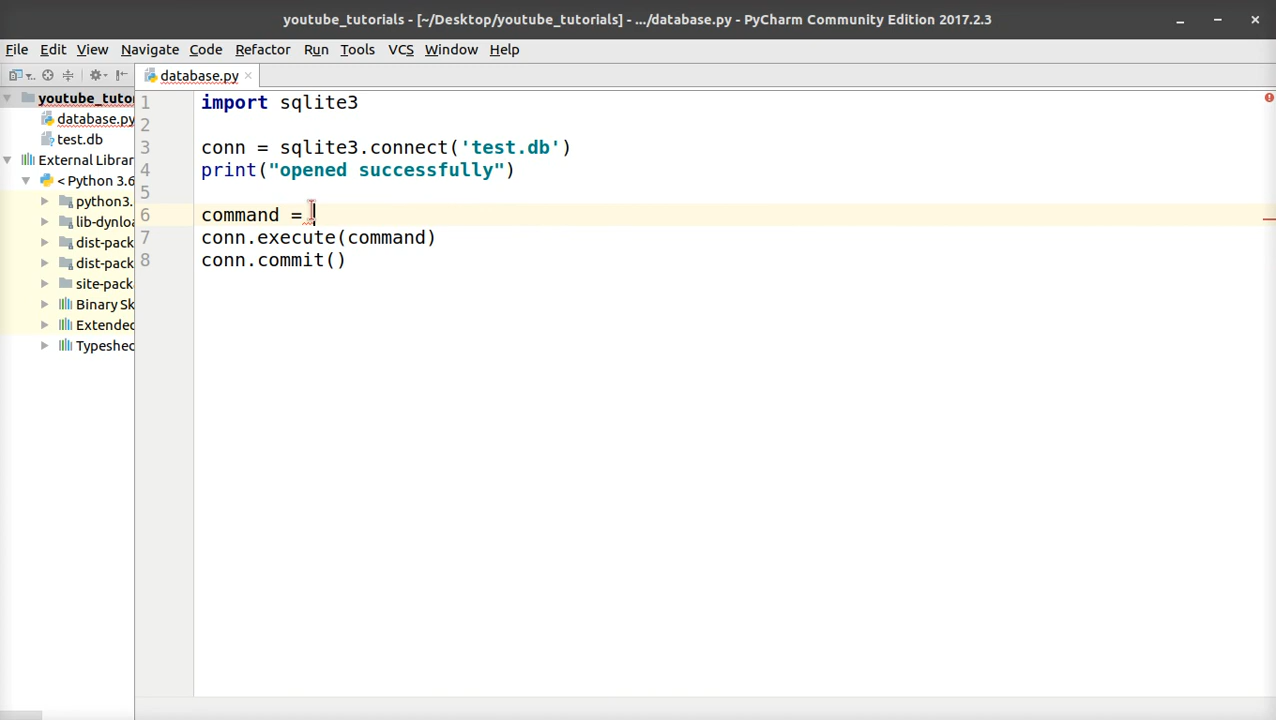 youtube_tutorials - [~/Desktop/youtube_tutorials] - .../database.py - PyCharm Community Edition 2017.2.3
File Edit View Navigate Code Refactor Run Tools VCS Window Help
database.py
youtube_tutor
database.py
test.db
External Librar
< Python 3.6
python3.
lib-dynloa
dist-pack
dist-pack
site-pack
Binary Sk
Extended
Typeshec
1 import sqlite3
2
3 conn = sqlite3.connect('test.db')
4 print("opened successfully")
5
6 command =
7 conn.execute(command)
8 conn.commit()